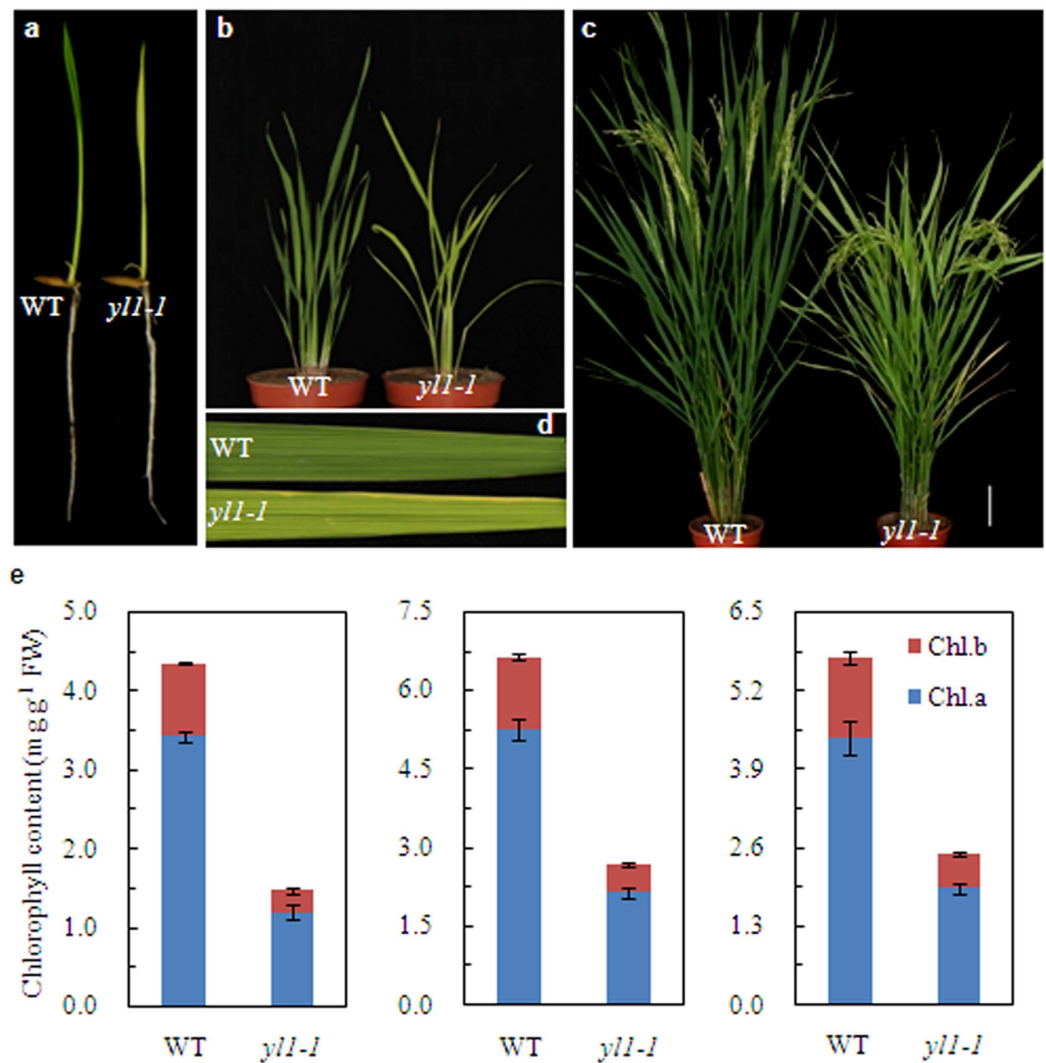 a
WT
yl1-1
b
WT
yl1-1
c
WT
yl1-1
d
WT
yl1-1
e
Chlorophyll content (mg g-1 FW)
5.0
4.0
3.0
2.0
1.0
0.0
WT
yl1-1
7.5
6.0
4.5
3.0
1.5
0.0
WT
yl1-1
6.5
5.2
3.9
2.6
1.3
0.0
WT
yl1-1
Chl.b
Chl.a